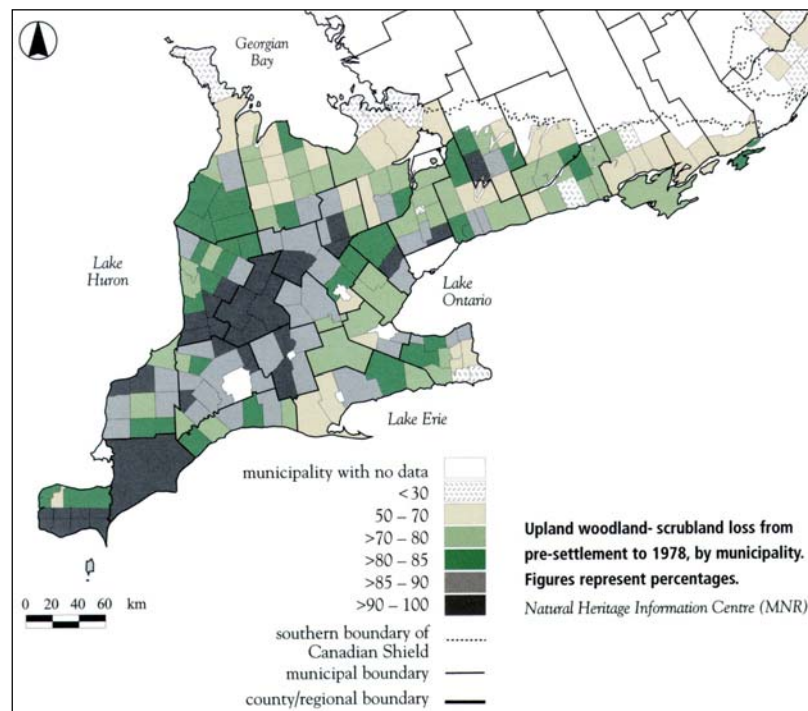 Georgian
Bay
Lake
Huron
Lake
Ontario
Lake Erie
municipality with no data
< 30
50 – 70
>70 – 80
>80 – 85
>85 – 90
>90 – 100
southern boundary of
Canadian Shield
municipal boundary
county/regional boundary
0 20 40 60 km
Upland woodland- scrubland loss from
pre-settlement to 1978, by municipality.
Figures represent percentages.
Natural Heritage Information Centre (MNR)